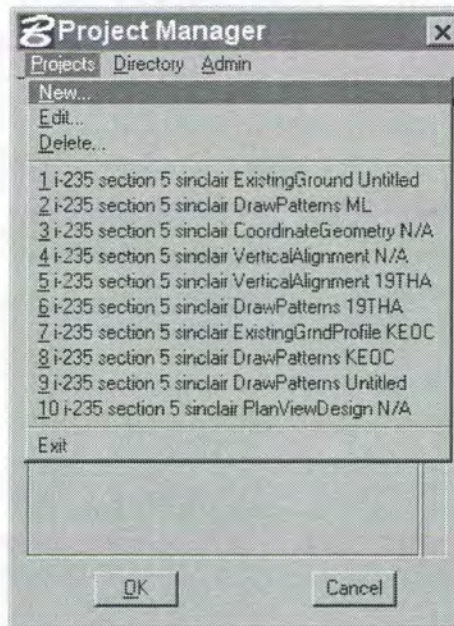 Project Manager
Projects Directory Admin
New...
Edit...
Delete...
1 i-235 section 5 sinclair ExistingGround Untitled
2 i-235 section 5 sinclair DrawPatterns ML
3 i-235 section 5 sinclair CoordinateGeometry N/A
4 i-235 section 5 sinclair VerticalAlignment N/A
5 i-235 section 5 sinclair VerticalAlignment 19THA
6 i-235 section 5 sinclair DrawPatterns 19THA
7 i-235 section 5 sinclair ExistingGrndProfile KEOC
8 i-235 section 5 sinclair DrawPatterns KEOC
9 i-235 section 5 sinclair DrawPatterns Untitled
10 i-235 section 5 sinclair PlanViewDesign N/A
Exit
OK Cancel